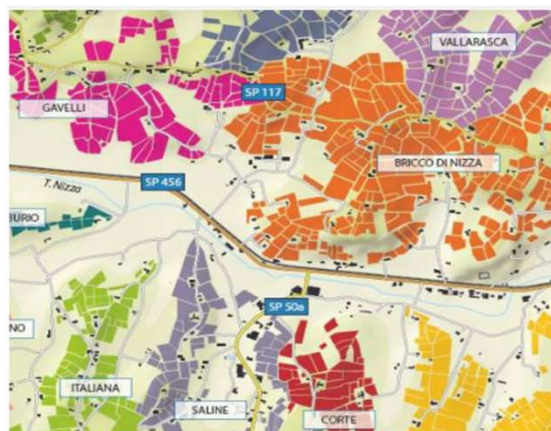 VALLARASCA
SP 117
GAVELLI
BRICCO DI NIZZA
SP 456
T. Nizza
BURIO
SP 50a
NO
ITALIANA
SALINE
CORTE